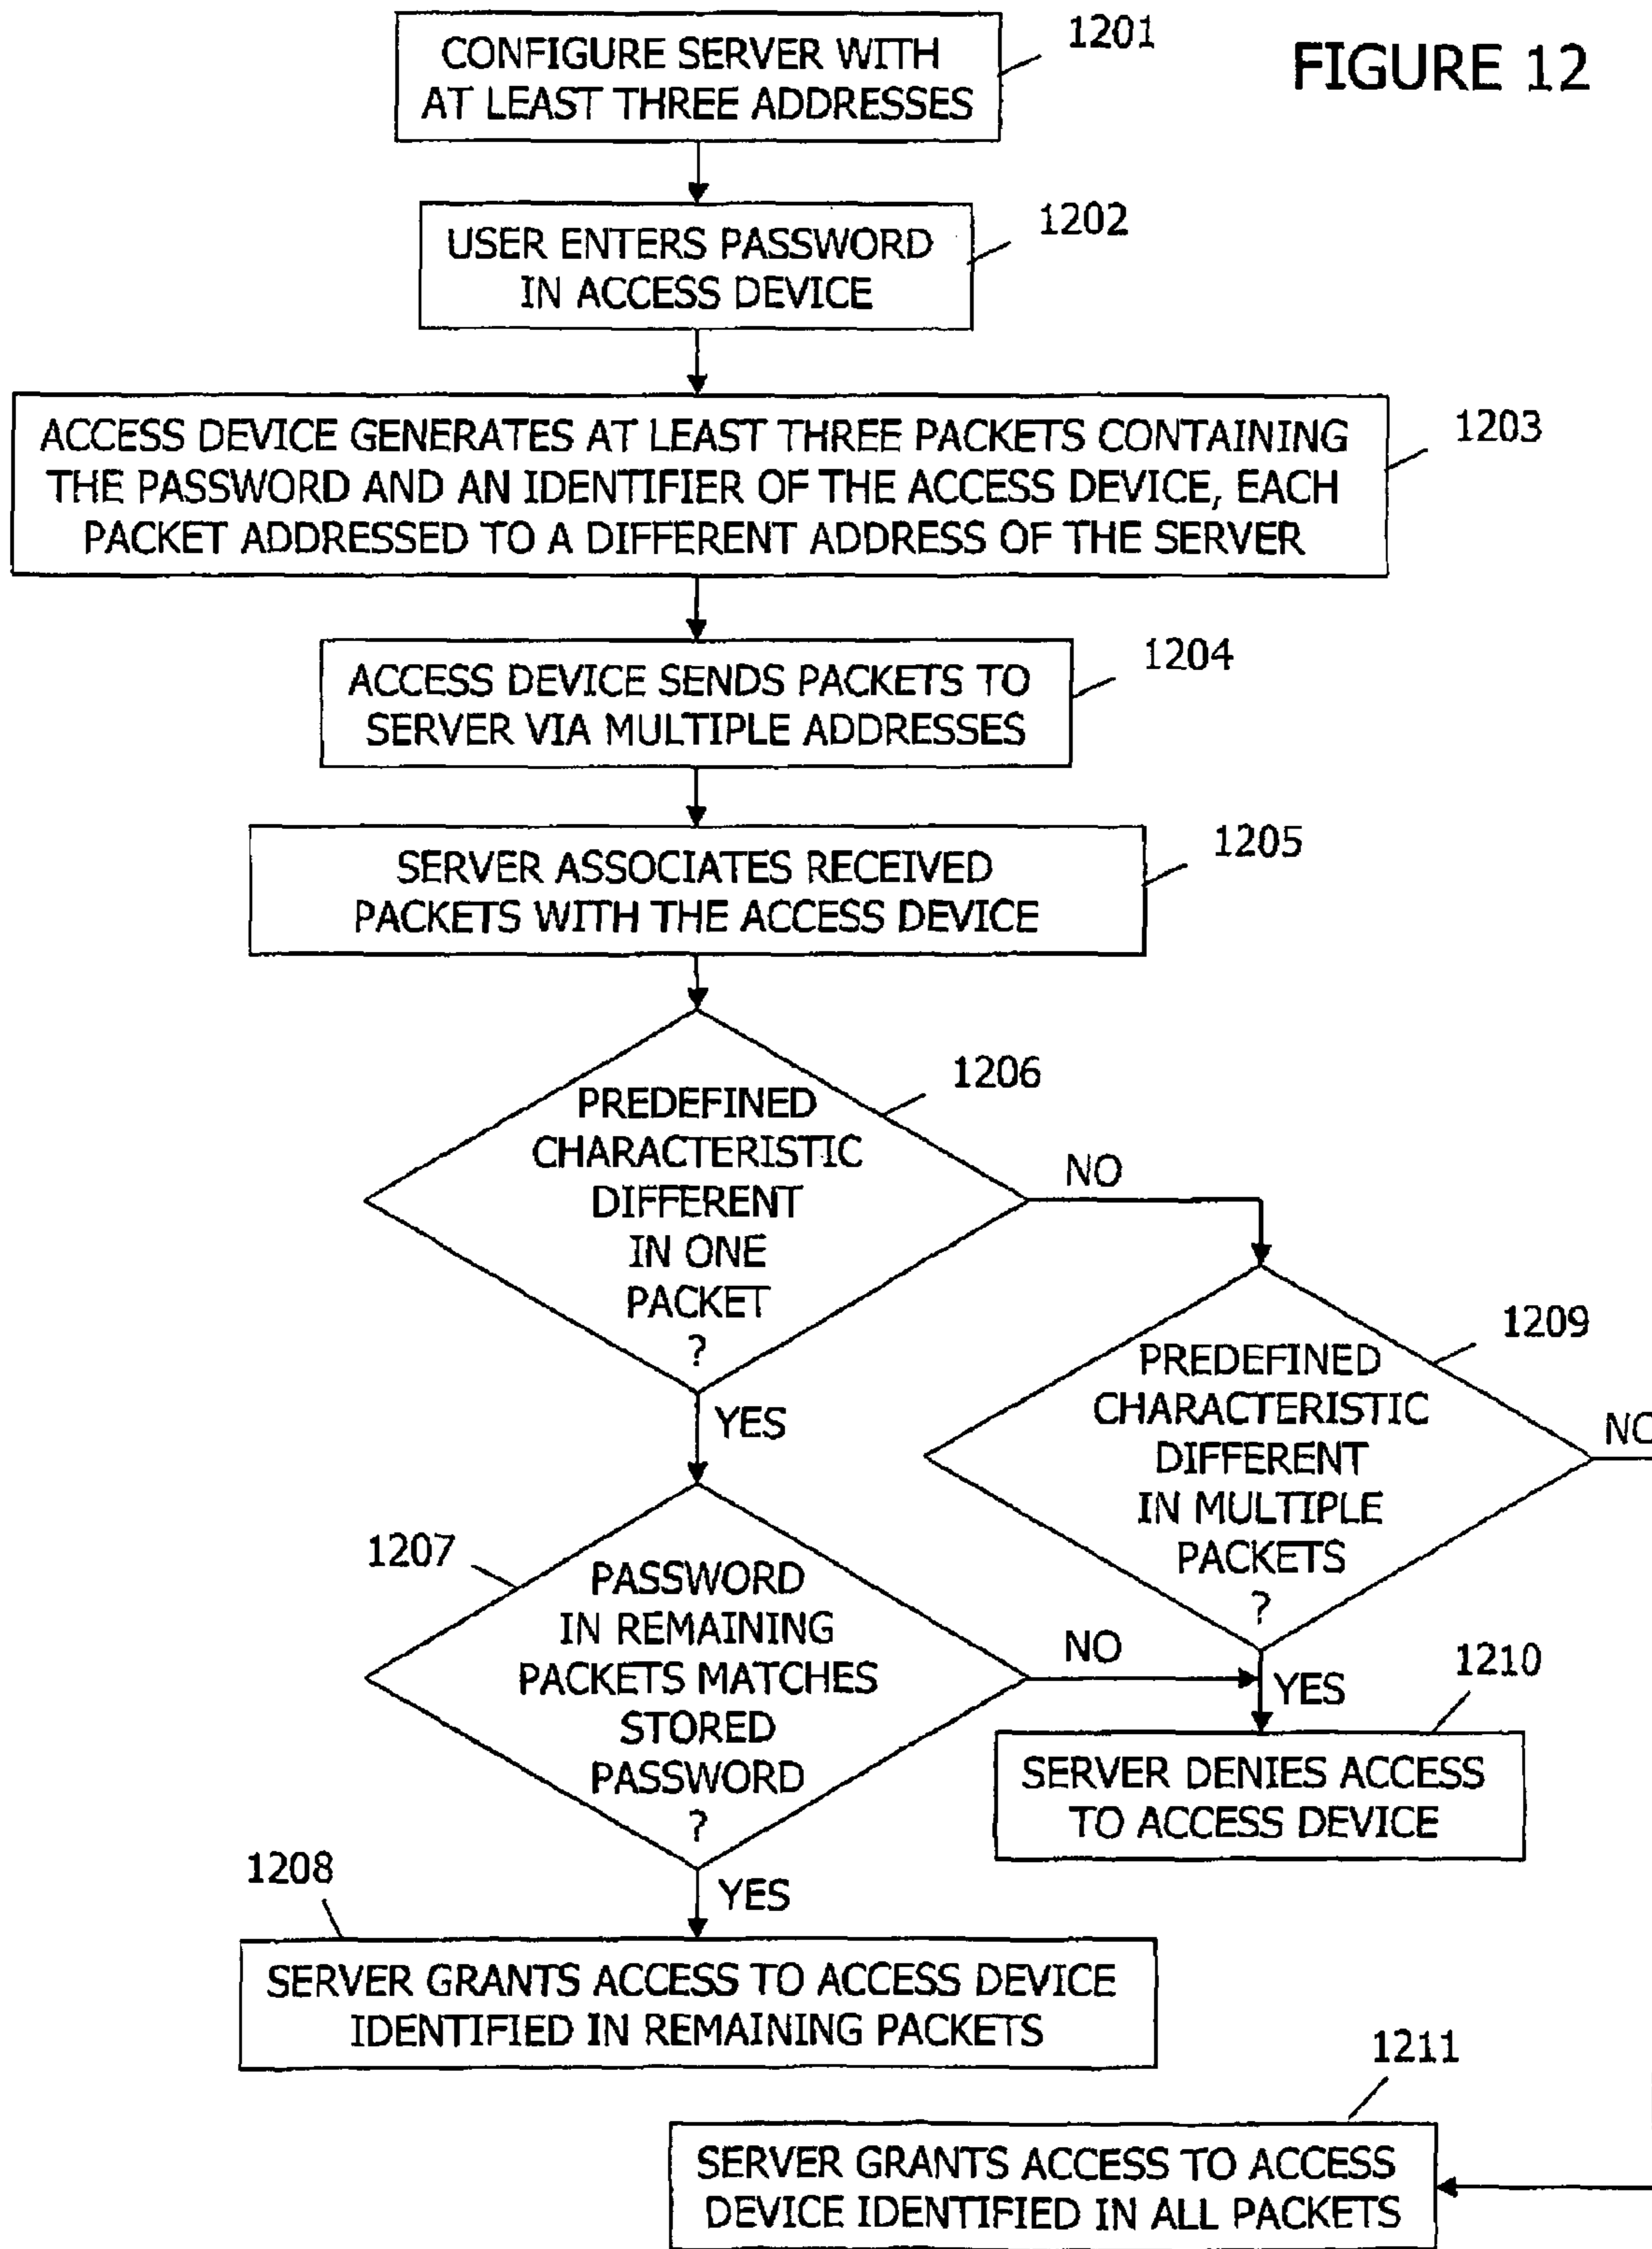 FIGURE 12
1201
CONFIGURE SERVER WITH
AT LEAST THREE ADDRESSES
1202
USER ENTERS PASSWORD
IN ACCESS DEVICE
1203
ACCESS DEVICE GENERATES AT LEAST THREE PACKETS CONTAINING
THE PASSWORD AND AN IDENTIFIER OF THE ACCESS DEVICE, EACH
PACKET ADDRESSED TO A DIFFERENT ADDRESS OF THE SERVER
1204
ACCESS DEVICE SENDS PACKETS TO
SERVER VIA MULTIPLE ADDRESSES
1205
SERVER ASSOCIATES RECEIVED
PACKETS WITH THE ACCESS DEVICE
1206
PREDEFINED
CHARACTERISTIC
DIFFERENT
IN ONE
PACKET
?
NO
YES
1209
PREDEFINED
CHARACTERISTIC
DIFFERENT
IN MULTIPLE
PACKETS
?
NO
YES
1207
PASSWORD
IN REMAINING
PACKETS MATCHES
STORED
PASSWORD
?
NO
YES
1210
SERVER DENIES ACCESS
TO ACCESS DEVICE
1208
SERVER GRANTS ACCESS TO ACCESS DEVICE
IDENTIFIED IN REMAINING PACKETS
1211
SERVER GRANTS ACCESS TO ACCESS
DEVICE IDENTIFIED IN ALL PACKETS